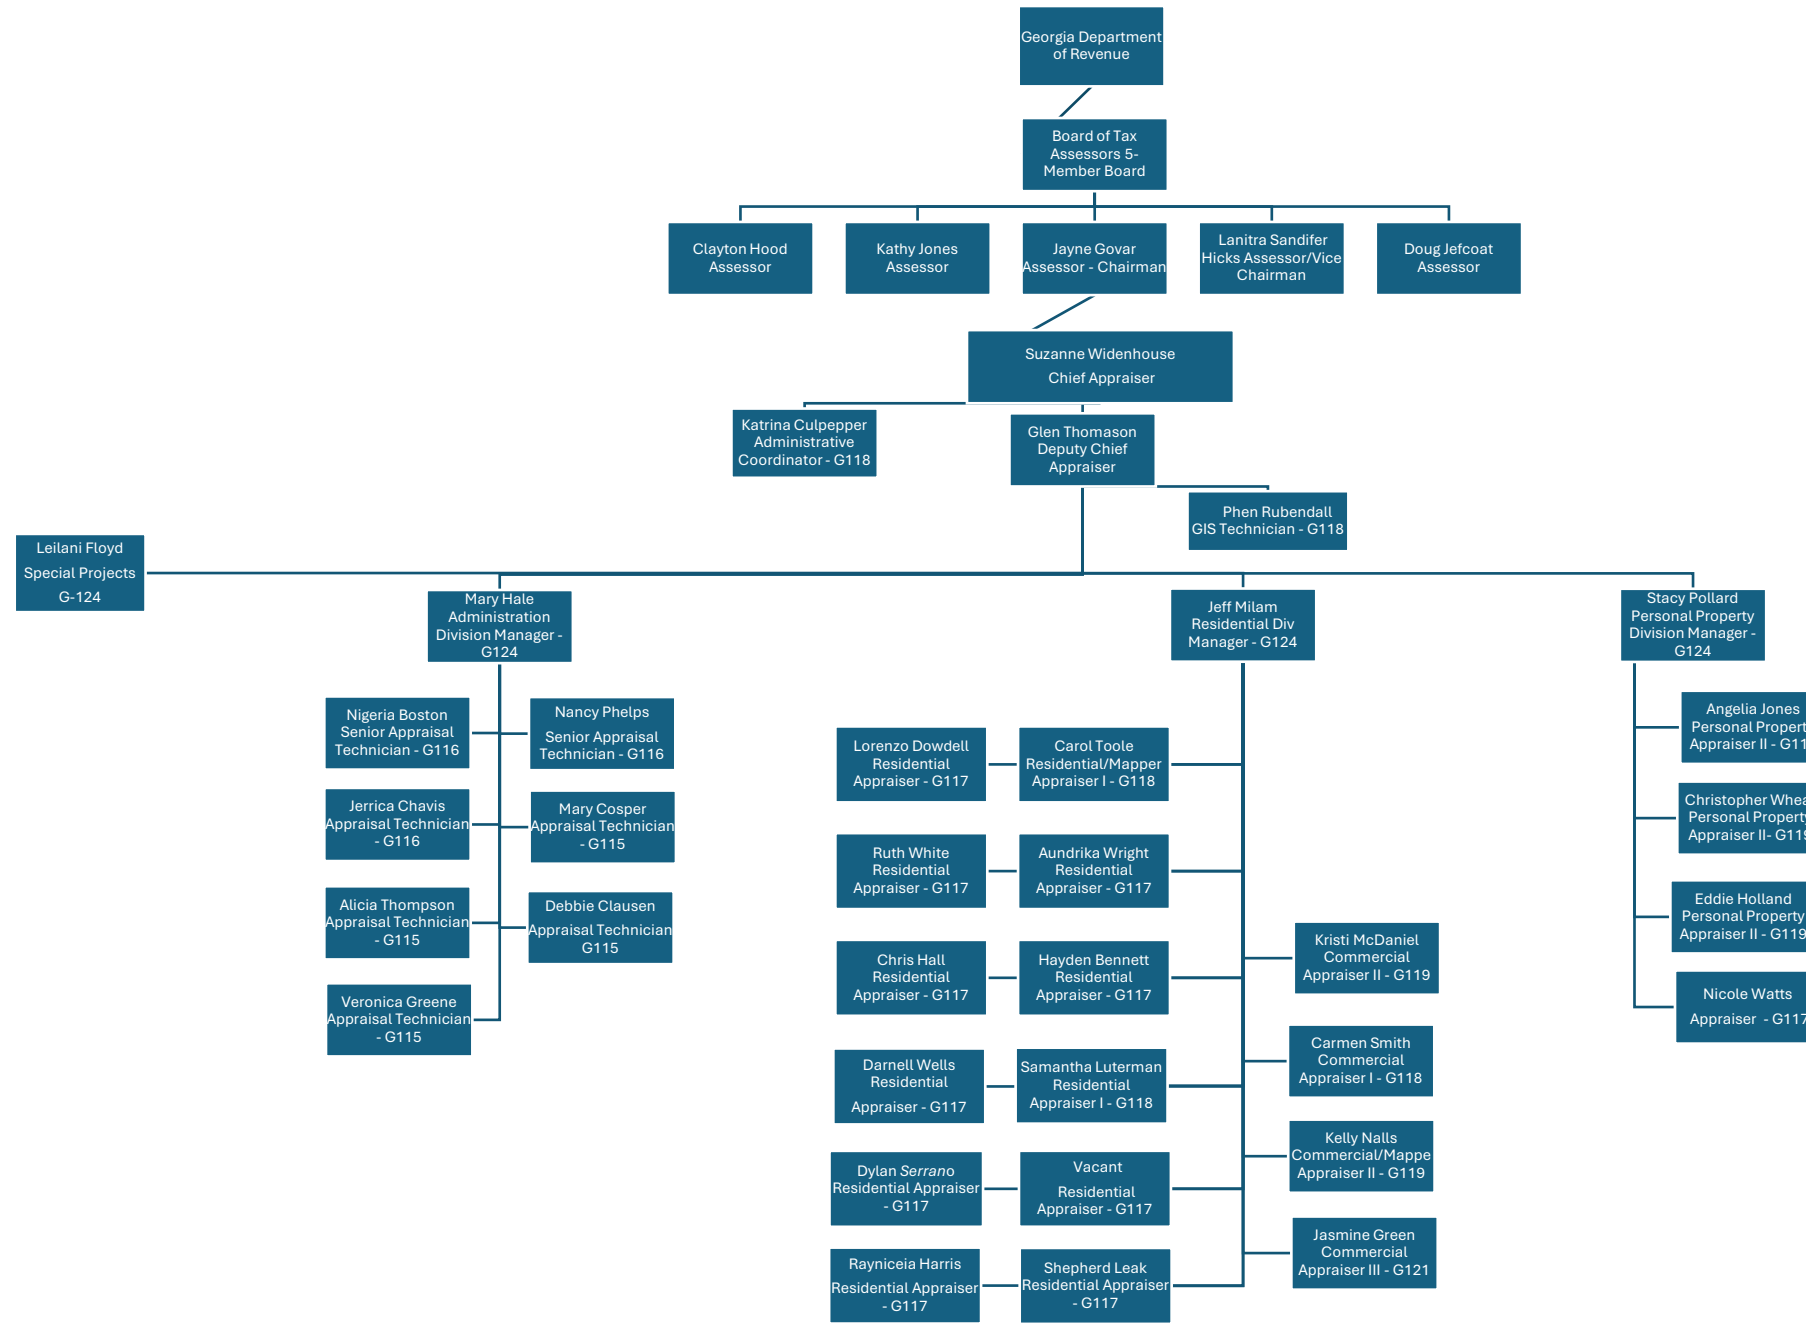 Georgia Department
of Revenue
Board of Tax
Assessors 5-
Member Board
Clayton Hood
Assessor
Kathy Jones
Assessor
Jayne Govar
Assessor - Chairman
Lanitra Sandifer
Hicks Assessor/Vice
Chairman
Doug Jefcoat
Assessor
Suzanne Widenhouse
Chief Appraiser
Katrina Culpepper
Administrative
Coordinator - G118
Glen Thomason
Deputy Chief
Appraiser
Phen Rubendall
GIS Technician - G118
Leilani Floyd
Special Projects
G-124
Mary Hale
Administration
Division Manager -
G124
Jeff Milam
Residential Div
Manager - G124
Stacy Pollard
Personal Property
Division Manager -
G124
Nigeria Boston
Senior Appraisal
Technician - G116
Nancy Phelps
Senior Appraisal
Technician - G116
Jerrica Chavis
Appraisal Technician
- G116
Mary Cosper
Appraisal Technician
- G115
Alicia Thompson
Appraisal Technician
- G115
Debbie Clausen
Appraisal Technician
G115
Veronica Greene
Appraisal Technician
- G115
Lorenzo Dowdell
Residential
Appraiser - G117
Carol Toole
Residential/Mapper
Appraiser I - G118
Ruth White
Residential
Appraiser - G117
Aundrika Wright
Residential
Appraiser - G117
Chris Hall
Residential
Appraiser - G117
Hayden Bennett
Residential
Appraiser - G117
Darnell Wells
Residential
Appraiser - G117
Samantha Luterman
Residential
Appraiser I - G118
Dylan Serrano
Residential Appraiser
- G117
Vacant
Residential
Appraiser - G117
Rayniceia Harris
Residential Appraiser
- G117
Shepherd Leak
Residential Appraiser
- G117
Kristi McDaniel
Commercial
Appraiser II - G119
Carmen Smith
Commercial
Appraiser I - G118
Kelly Nalls
Commercial/Mappe
Appraiser II - G119
Jasmine Green
Commercial
Appraiser III - G121
Angelia Jones
Personal
Appraiser II -
Christopher
Personal
Appraiser II- G119
Eddie Holland
Personal Property
Appraiser II - G119
Nicole Watts
Appraiser - G117